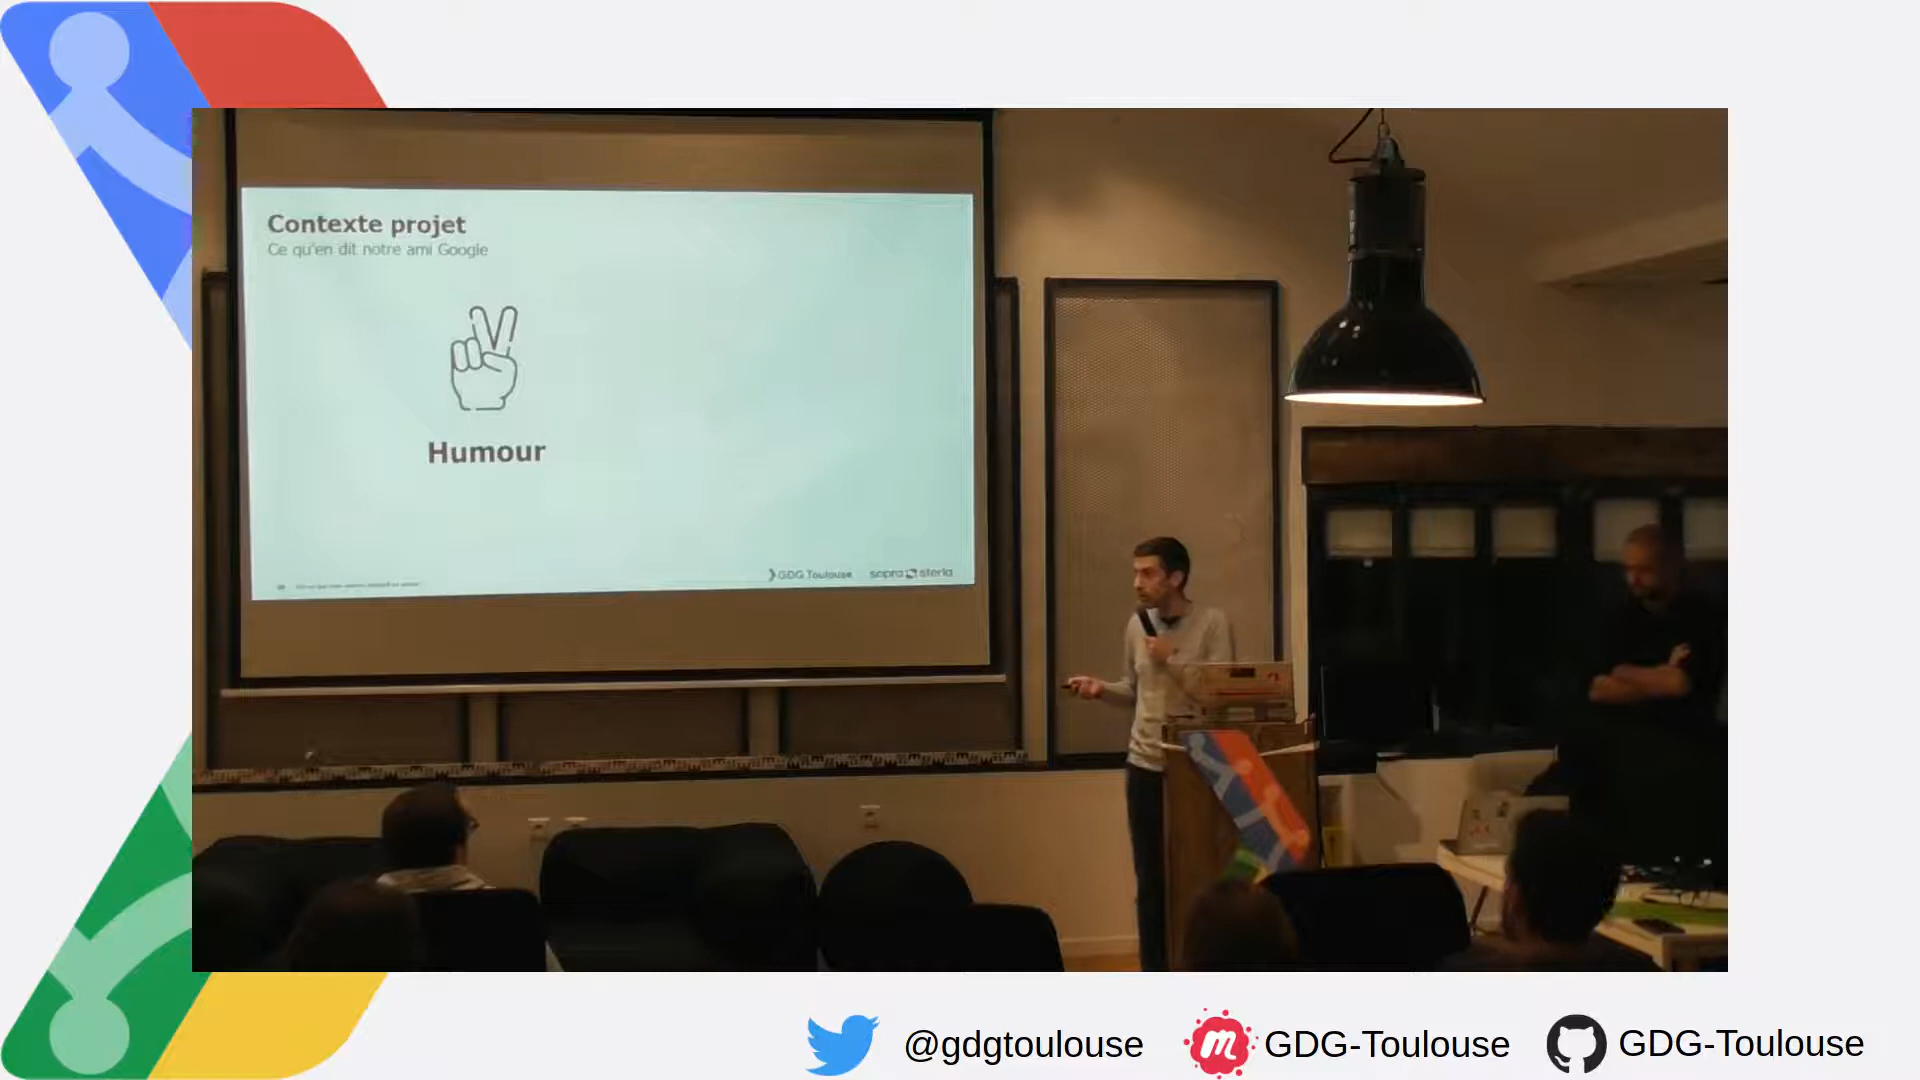 Contexte projet
Ce qu'en dit notre ami Google
Humour
GDG Toulouse
sopra steria
@gdgtoulouse
GDG-Toulouse
GDG-Toulouse